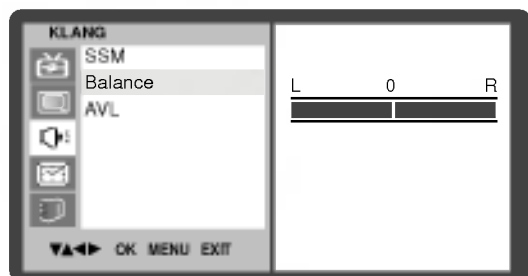 KLANG
SSM
Balance
AVL
▼▲◀▶ OK MENU EXIT
L 0 R